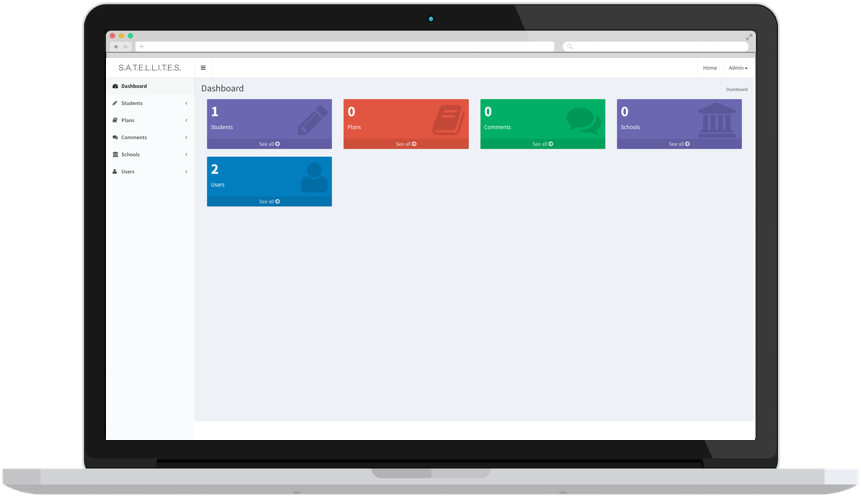 S.A.T.E.L.L.I.T.E.S.
Home
Admin
Dashboard
Students
Plans
Comments
Schools
Users
Dashboard
Dashboard
1
Students
See all
0
Plans
See all
0
Comments
See all
0
Schools
See all
2
Users
See all